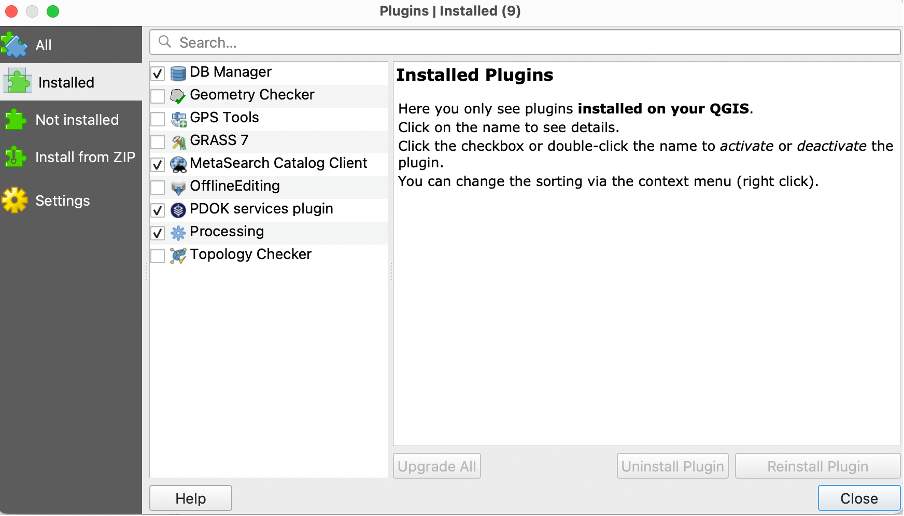 Plugins | Installed (9)
All
Installed
Not installed
Install from ZIP
Settings
Search...
DB Manager
Geometry Checker
GPS Tools
GRASS 7
MetaSearch Catalog Client
OfflineEditing
PDOK services plugin
Processing
Topology Checker
Installed Plugins
Here you only see plugins installed on your QGIS.
Click on the name to see details.
Click the checkbox or double-click the name to activate or deactivate the
plugin.
You can change the sorting via the context menu (right click).
Upgrade All
Uninstall Plugin
Reinstall Plugin
Help
Close